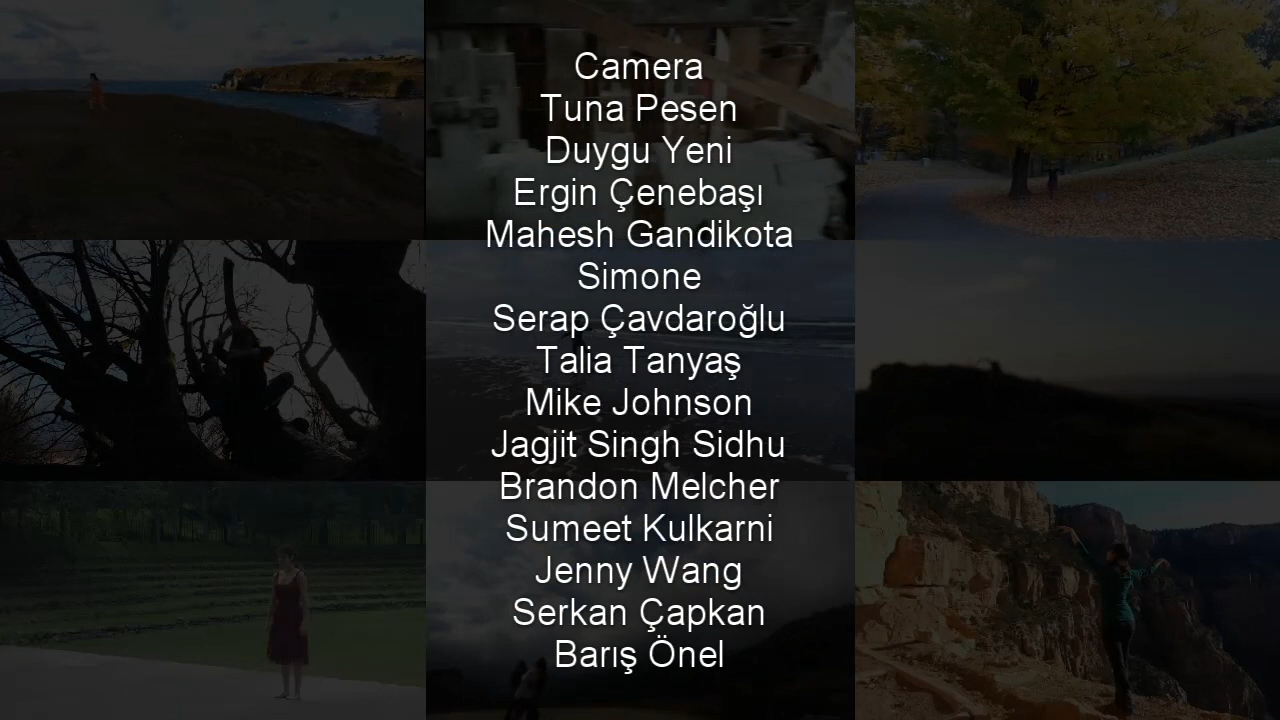 Camera
Tuna Pesen
Duygu Yeni
Ergin Çenebaşı
Mahesh Gandikota
Simone
Serap Çavdaroğlu
Talia Tanyaş
Mike Johnson
Jagjit Singh Sidhu
Brandon Melcher
Sumeet Kulkarni
Jenny Wang
Serkan Çapkan
Barış Önel